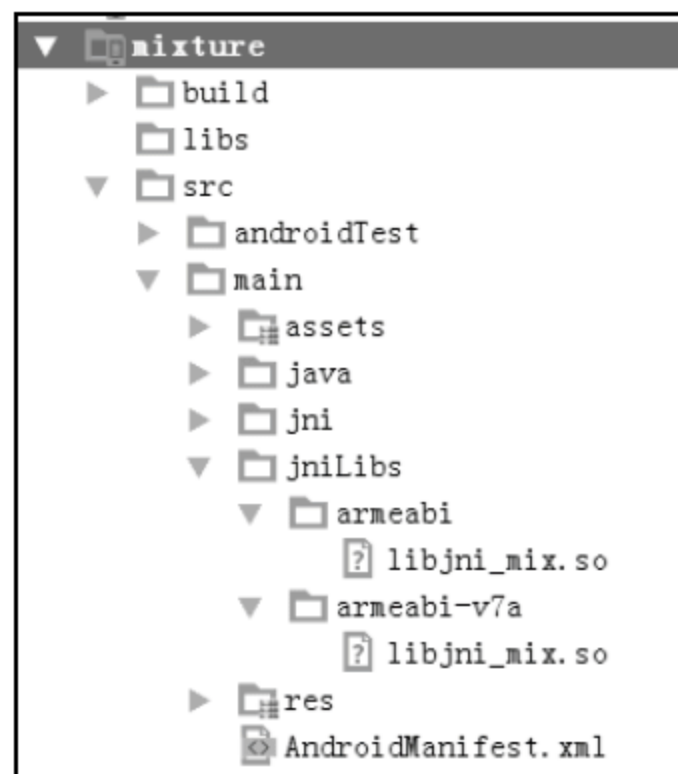 mixture
build
libs
src
androidTest
main
assets
java
jni
jniLibs
armeabi
libjni_mix.so
armeabi-v7a
libjni_mix.so
res
AndroidManifest.xml